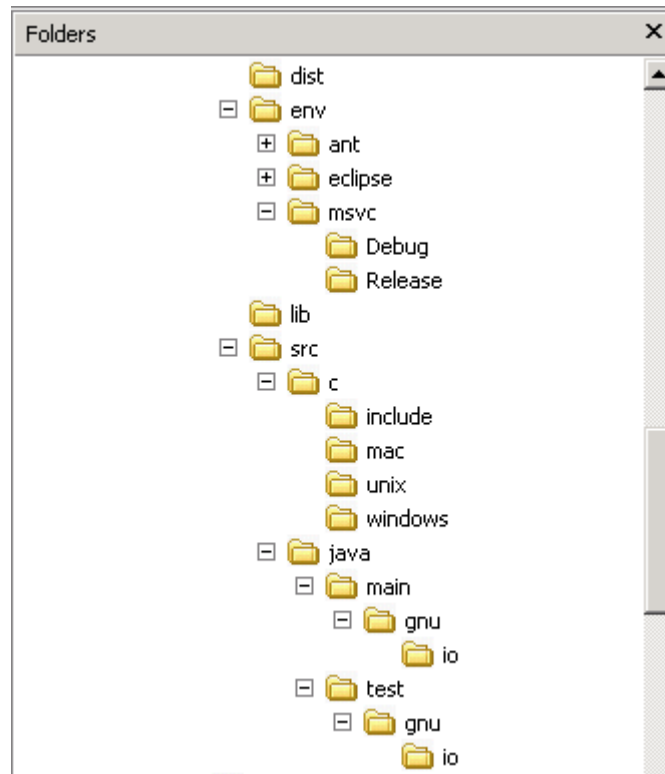 Folders
dist
env
ant
eclipse
msvc
Debug
Release
lib
src
c
include
mac
unix
windows
java
main
gnu
io
test
gnu
io